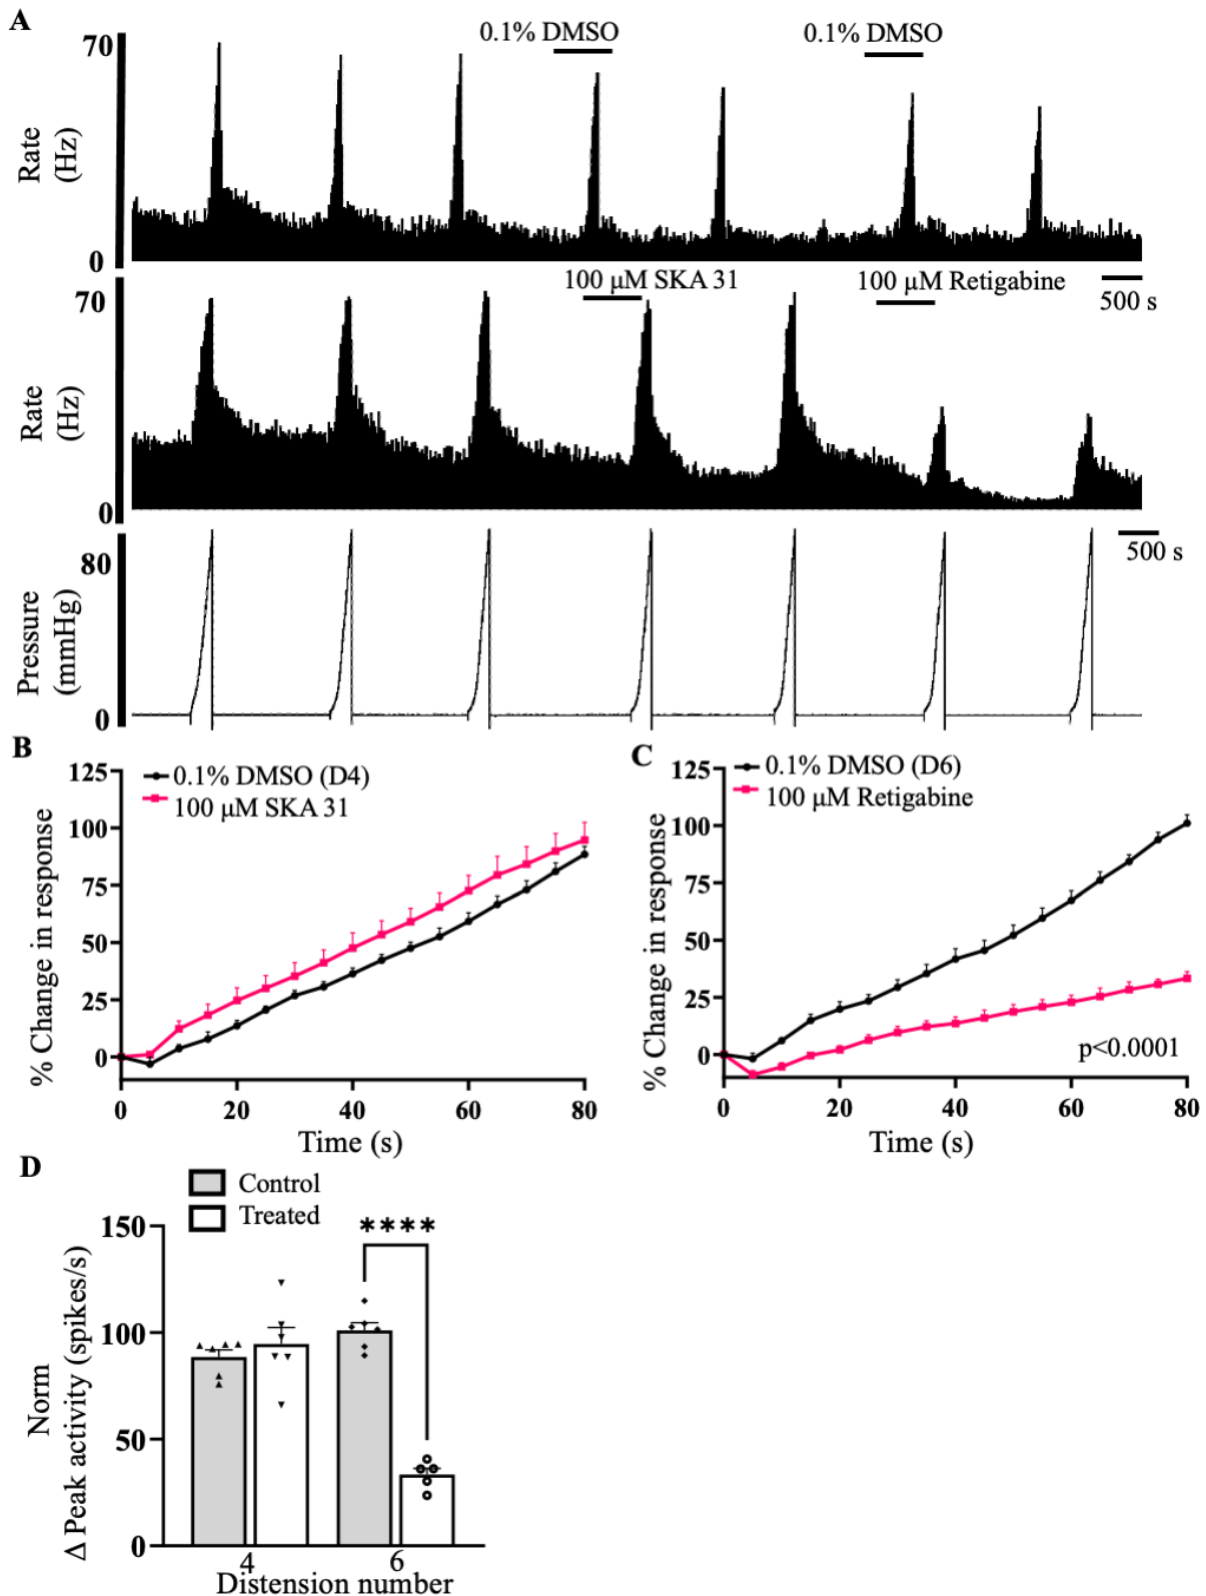 A
70
0.1% DMSO
0.1% DMSO
Rate
(Hz)
0
500 s
70
100 μM SKA 31
100 μM Retigabine
Rate
(Hz)
0
500 s
80
Pressure
(mmHg)
0
B
0.1% DMSO (D4)
100 μM SKA 31
% Change in response
125
100
75
50
25
0
0 20 40 60 80
Time (s)
C
0.1% DMSO (D6)
100 μM Retigabine
% Change in response
125
100
75
50
25
0
p<0.0001
0 20 40 60 80
Time (s)
D
Control
Treated
Norm
Δ Peak activity (spikes/s)
150
100
50
0
****
4 6
Distension number